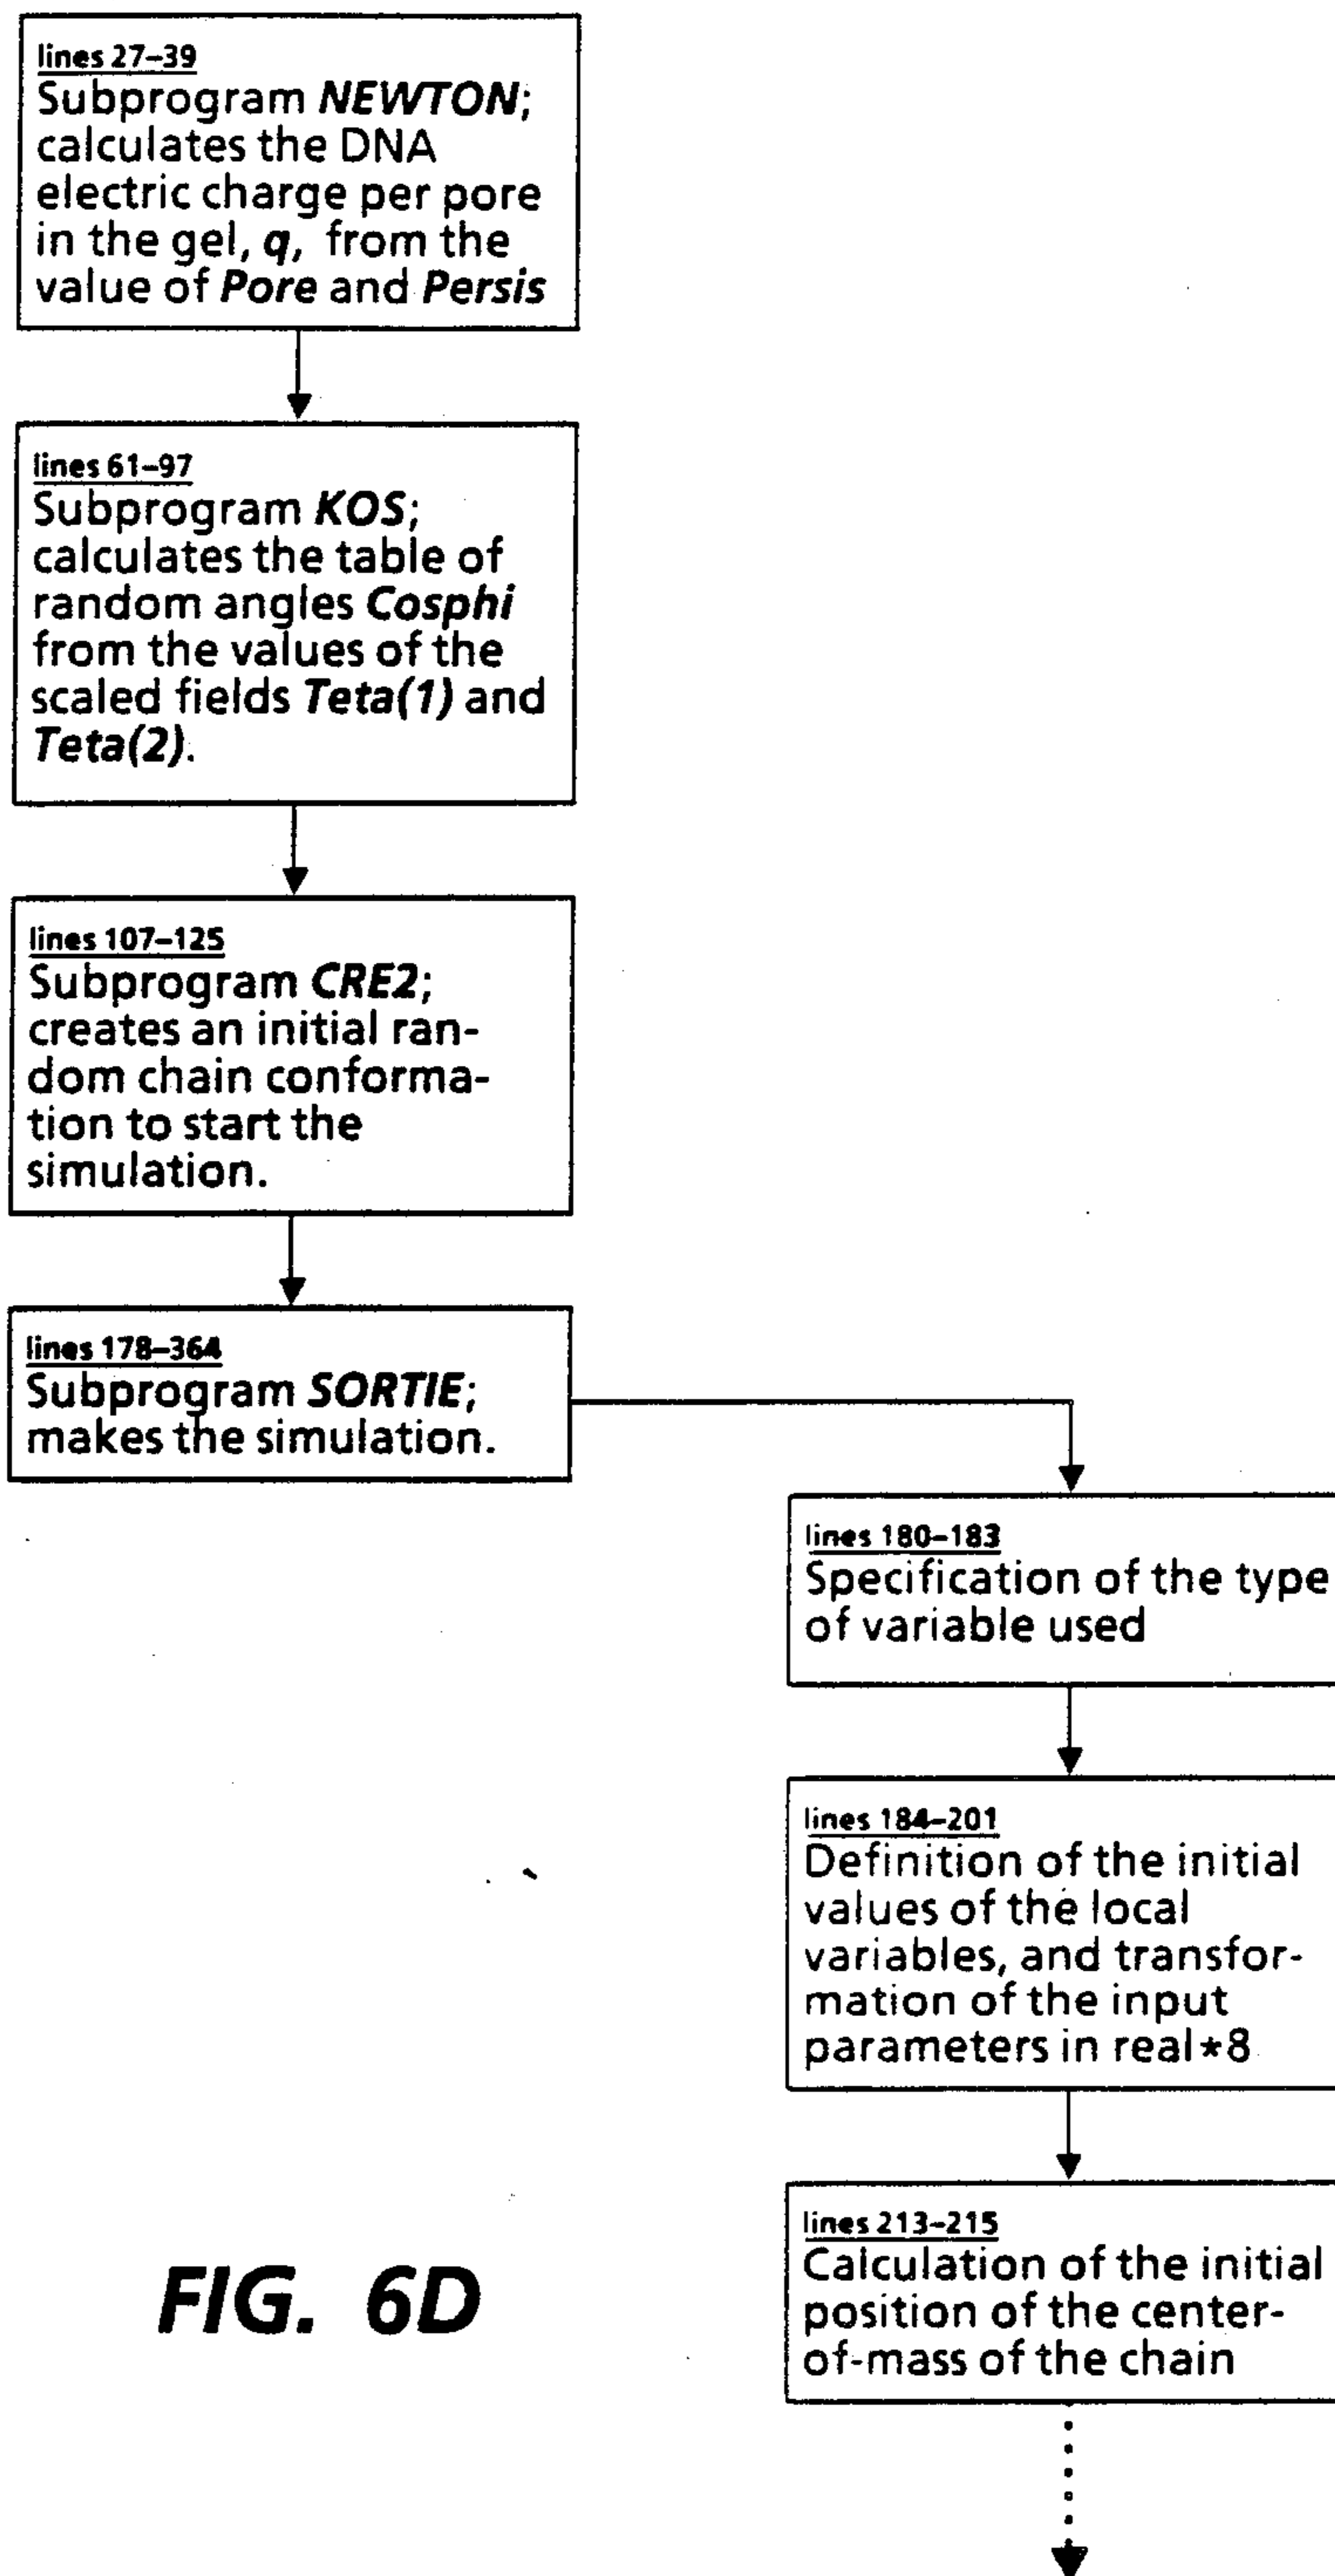 lines 27–39
Subprogram NEWTON;
calculates the DNA
electric charge per pore
in the gel, q, from the
value of Pore and Persis
lines 61–97
Subprogram KOS;
calculates the table of
random angles Cosphi
from the values of the
scaled fields Teta(1) and
Teta(2).
lines 107–125
Subprogram CRE2;
creates an initial ran-
dom chain conforma-
tion to start the
simulation.
lines 178–364
Subprogram SORTIE;
makes the simulation.
lines 180–183
Specification of the type
of variable used
lines 184–201
Definition of the initial
values of the local
variables, and transfor-
mation of the input
parameters in real*8
lines 213–215
Calculation of the initial
position of the center-
of-mass of the chain
FIG. 6D